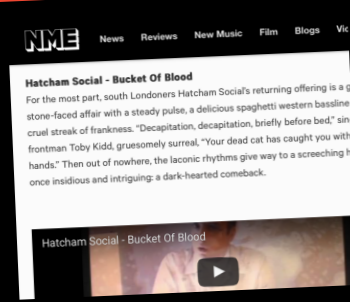 NME News Reviews New Music Film Blogs
Hatcham Social - Bucket Of Blood
For the most part, south Londoners Hatcham Social's returning offering is a
stone-faced affair with a steady pulse, a delicious spaghetti western bassline
cruel streak of frankness. "Decapitation, decapitation, briefly before bed,"
frontman Toby Kidd, gruesomely surreal, "Your dead cat has caught you
hands." Then out of nowhere, the laconic rhythms give way to a screeching
once insidious and intriguing: a dark-hearted comeback.
Hatcham Social - Bucket Of Blood